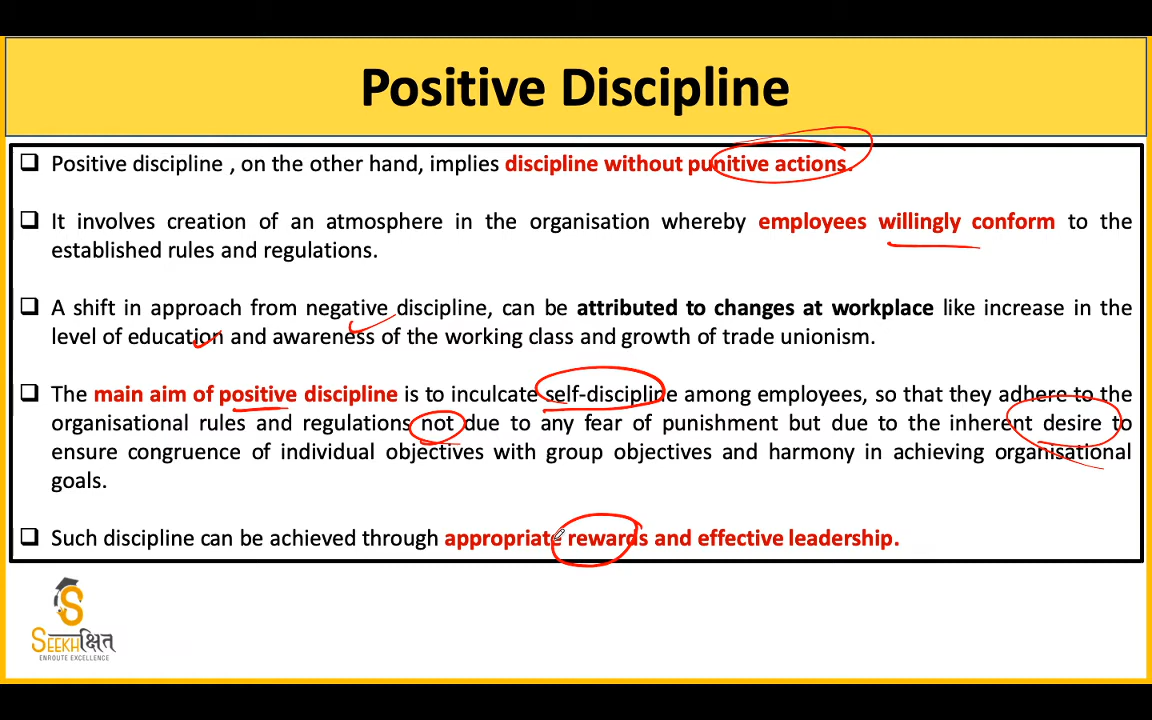 Positive Discipline
❑ Positive discipline , on the other hand, implies discipline without punitive actions.
❑ It involves creation of an atmosphere in the organisation whereby employees willingly conform to the
established rules and regulations.
❑ A shift in approach from negative discipline, can be attributed to changes at workplace like increase in the
level of education and awareness of the working class and growth of trade unionism.
❑ The main aim of positive discipline is to inculcate self-discipline among employees, so that they adhere to the
organisational rules and regulations not due to any fear of punishment but due to the inherent desire to
ensure congruence of individual objectives with group objectives and harmony in achieving organisational
goals.
❑ Such discipline can be achieved through appropriate rewards and effective leadership.
SEEKHक्षित
ENROUTE EXCELLENCE